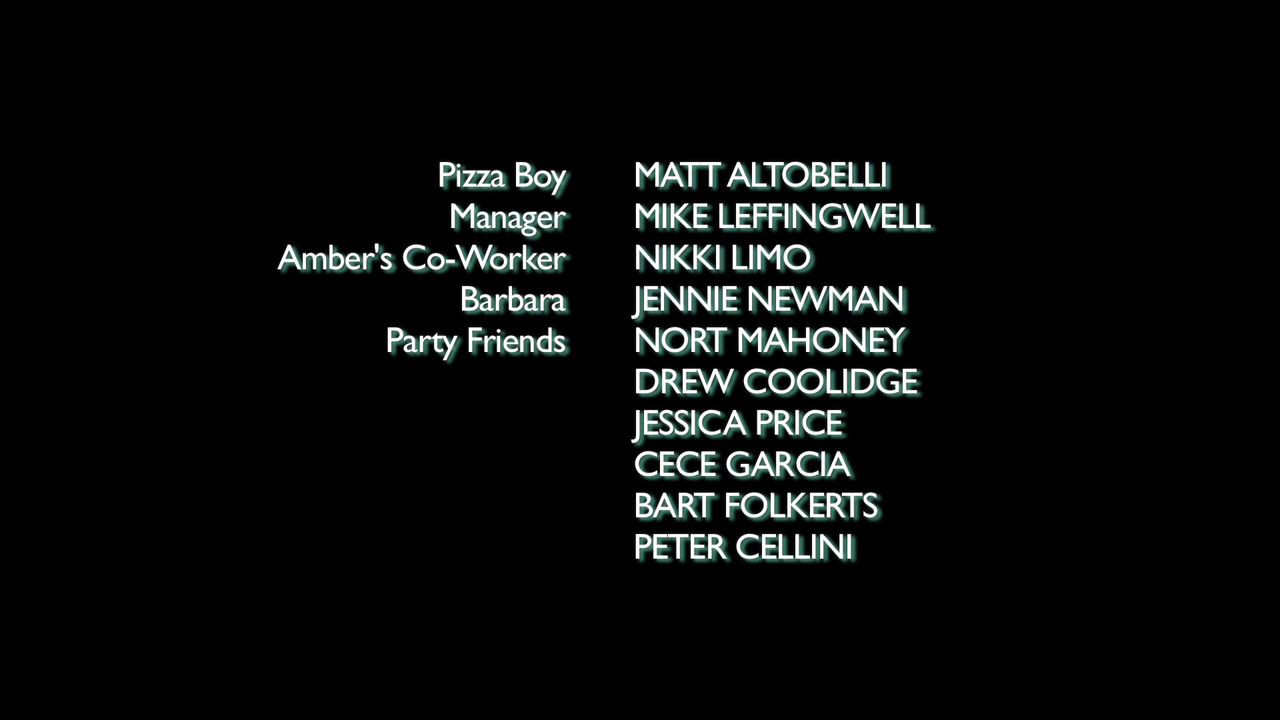 Pizza Boy MATT ALTOBELLI
Manager MIKE LEFFINGWELL
Amber's Co-Worker NIKKI LIMO
Barbara JENNIE NEWMAN
Party Friends NORT MAHONEY
DREW COOLIDGE
JESSICA PRICE
CECE GARCIA
BART FOLKERTS
PETER CELLINI